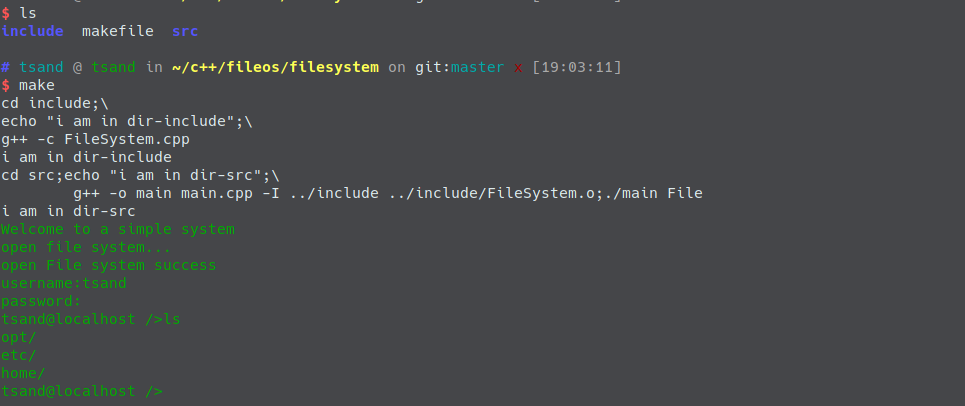 $ ls
include  makefile  src
# tsand @ tsand in ~/c++/fileos/filesystem on git:master x [19:03:11]
$ make
cd include;\
echo "i am in dir-include";\
g++ -c FileSystem.cpp
i am in dir-include
cd src;echo "i am in dir-src";\
        g++ -o main main.cpp -I ../include ../include/FileSystem.o;./main File
i am in dir-src
Welcome to a simple system
open file system...
open File system success
username:tsand
password:
tsand@localhost />ls
opt/
etc/
home/
tsand@localhost />